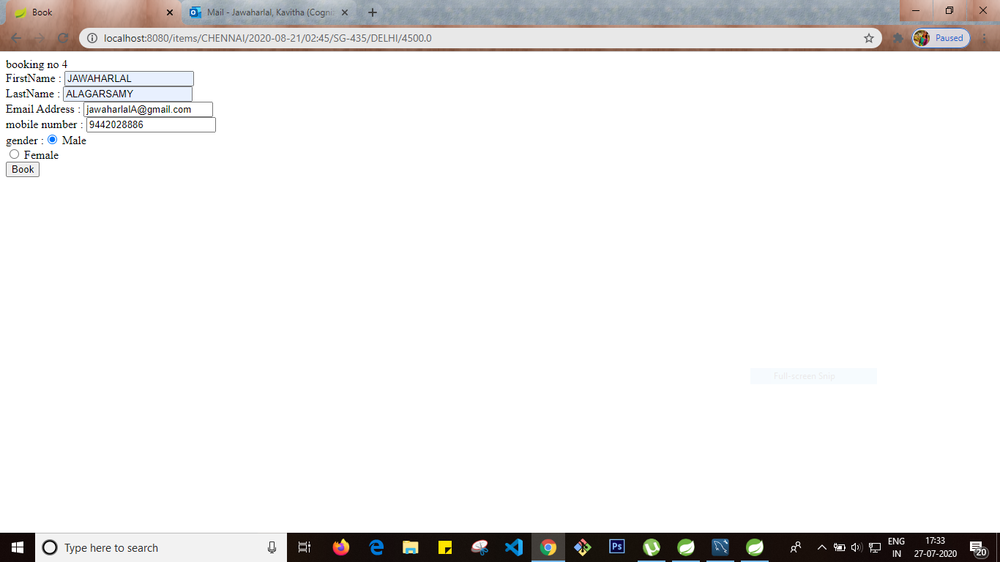 Book
Mail - Jawaharlal, Kavitha (Cogni
localhost:8080/items/CHENNAI/2020-08-21/02:45/SG-435/DELHI/4500.0
Paused
booking no 4
FirstName : JAWAHARLAL
LastName : ALAGARSAMY
Email Address : jawaharlalA@gmail.com
mobile number : 9442028886
gender : Male
Female
Book
Full-screen Snip
Type here to search
Ps
ENG
IN
17:33
27-07-2020
20